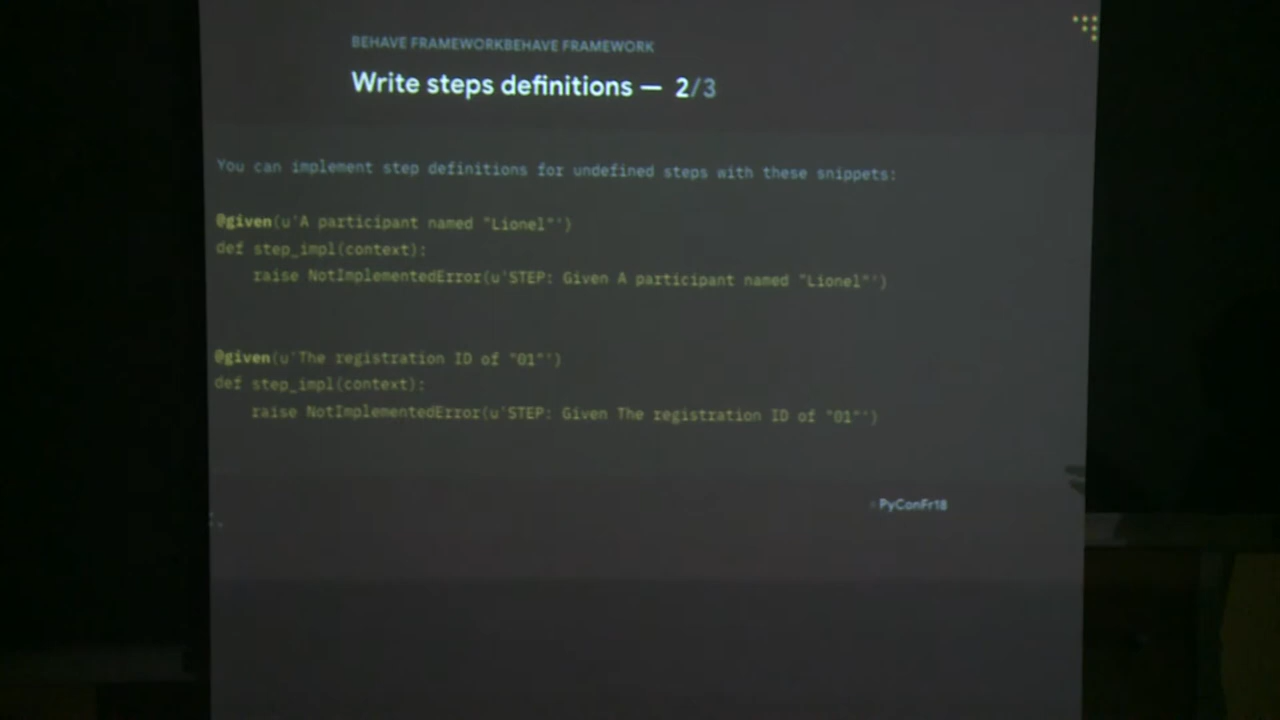 BEHAVE FRAMEWORKBEHAVE FRAMEWORK
Write steps definitions — 2/3
You can implement step definitions for undefined steps with these snippets:
@given(u'A participant named "Lionel"')
def step_impl(context):
    raise NotImplementedError(u'STEP: Given A participant named "Lionel"')
@given(u'The registration ID of "01"')
def step_impl(context):
    raise NotImplementedError(u'STEP: Given The registration ID of "01"')
PyConFr18